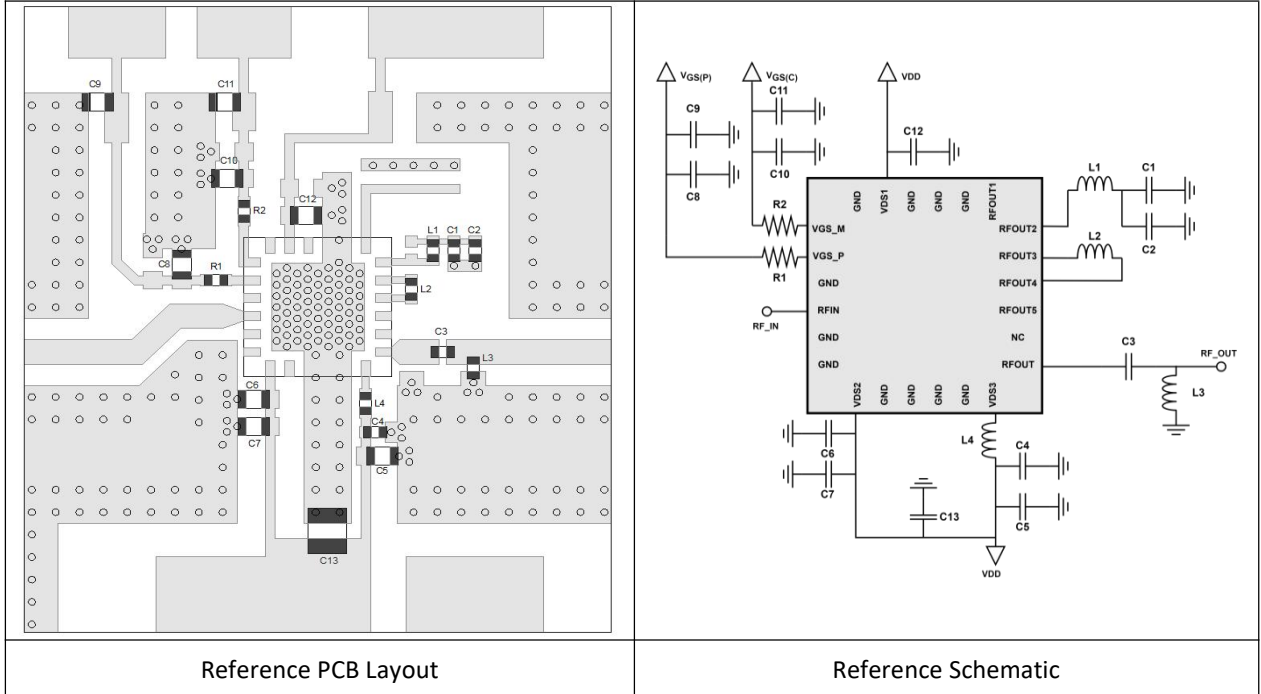 C9
C11
C10
R2
C12
C8
R1
L1 C1 C2
L2
C3
L3
C6
C7
L4
C4
C5
C13
Reference PCB Layout
VGS(P)
VGS(C)
VDD
C9
C8
C11
C10
C12
R2
R1
RF_IN
GND
VDS1
GND
GND
GND
RFOUT1
VGS_M
VGS_P
GND
RFIN
GND
GND
RFOUT2
RFOUT3
RFOUT4
RFOUT5
NC
RFOUT
VDS2
GND
GND
GND
GND
VDS3
L1
C1
C2
L2
C3
RF_OUT
L3
C6
C7
C13
L4
C4
C5
VDD
Reference Schematic